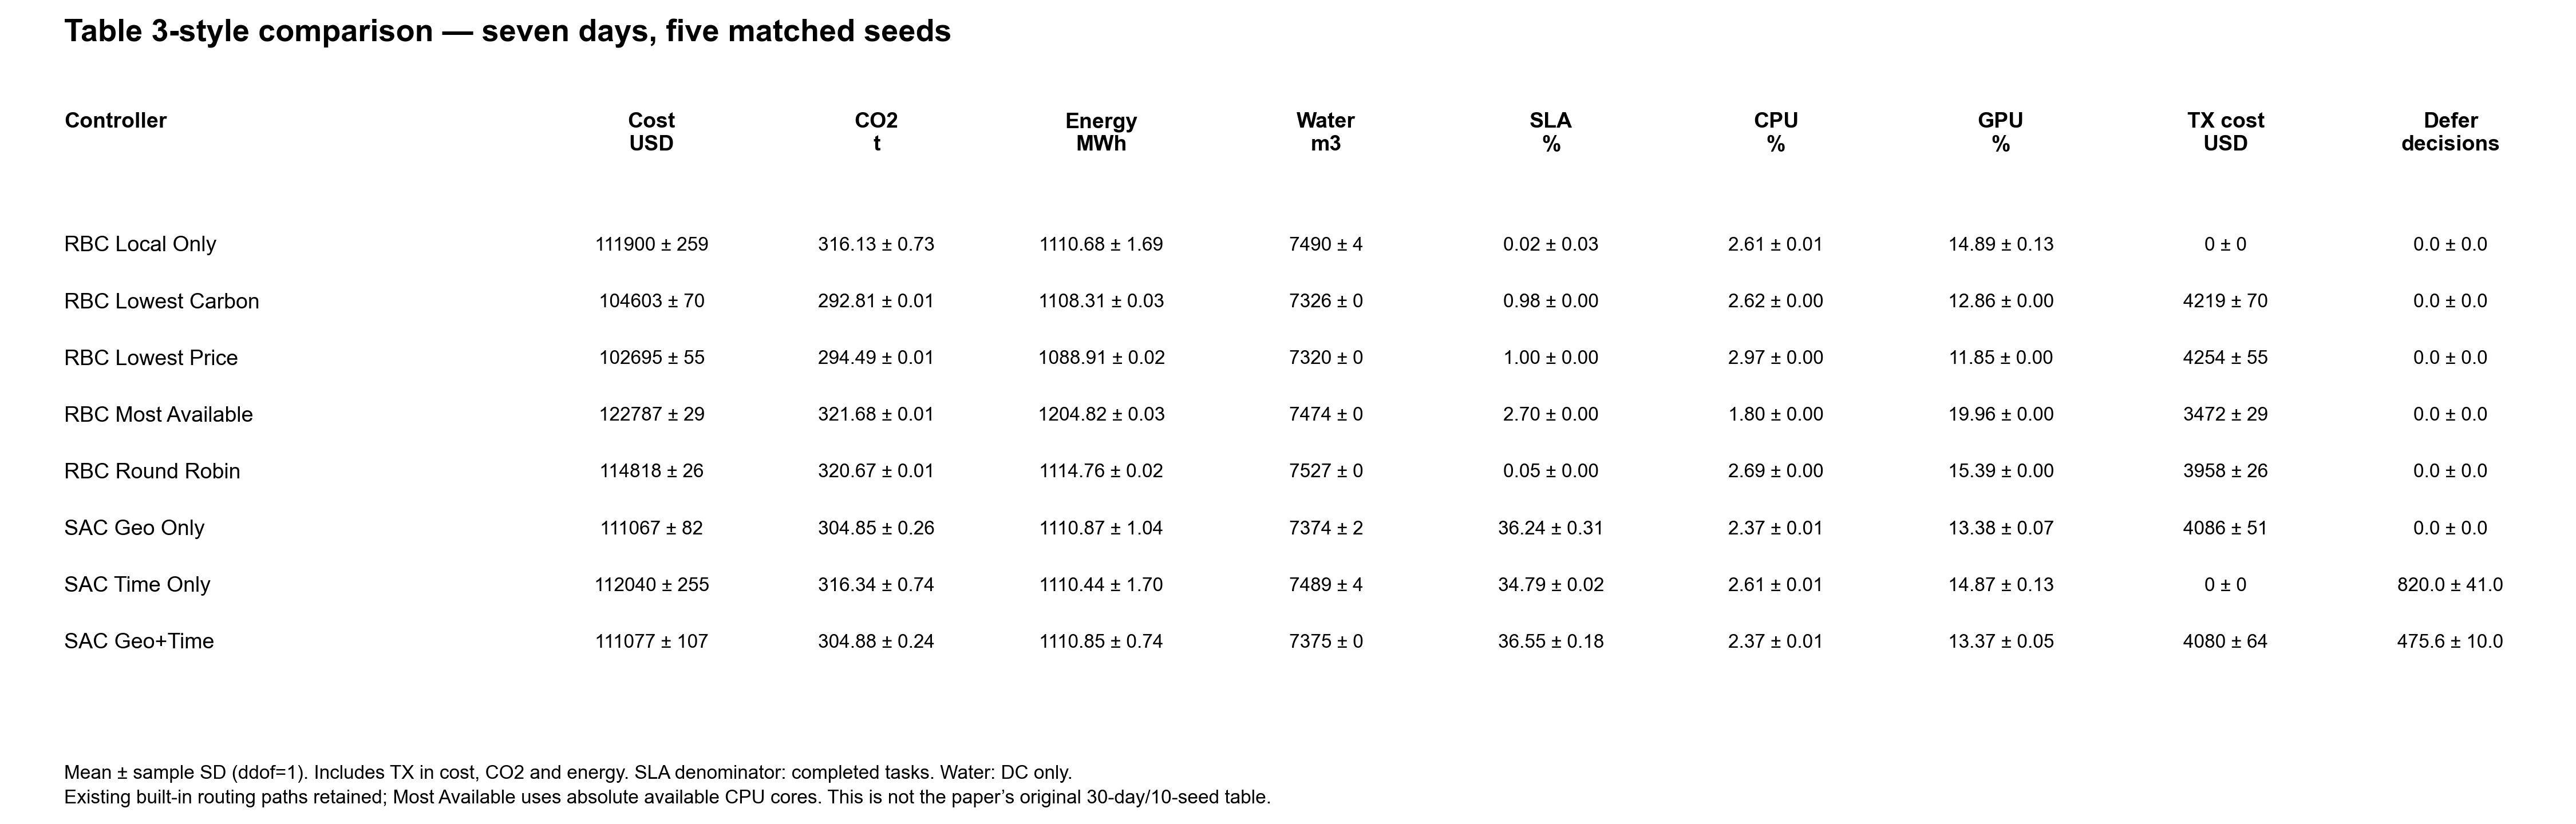 Table 3-style comparison — seven days, five matched seeds
Controller Cost USD CO2 t Energy MWh Water m3 SLA % CPU % GPU % TX cost USD Defer decisions
RBC Local Only 111900 ± 259 316.13 ± 0.73 1110.68 ± 1.69 7490 ± 4 0.02 ± 0.03 2.61 ± 0.01 14.89 ± 0.13 0 ± 0 0.0 ± 0.0
RBC Lowest Carbon 104603 ± 70 292.81 ± 0.01 1108.31 ± 0.03 7326 ± 0 0.98 ± 0.00 2.62 ± 0.00 12.86 ± 0.00 4219 ± 70 0.0 ± 0.0
RBC Lowest Price 102695 ± 55 294.49 ± 0.01 1088.91 ± 0.02 7320 ± 0 1.00 ± 0.00 2.97 ± 0.00 11.85 ± 0.00 4254 ± 55 0.0 ± 0.0
RBC Most Available 122787 ± 29 321.68 ± 0.01 1204.82 ± 0.03 7474 ± 0 2.70 ± 0.00 1.80 ± 0.00 19.96 ± 0.00 3472 ± 29 0.0 ± 0.0
RBC Round Robin 114818 ± 26 320.67 ± 0.01 1114.76 ± 0.02 7527 ± 0 0.05 ± 0.00 2.69 ± 0.00 15.39 ± 0.00 3958 ± 26 0.0 ± 0.0
SAC Geo Only 111067 ± 82 304.85 ± 0.26 1110.87 ± 1.04 7374 ± 2 36.24 ± 0.31 2.37 ± 0.01 13.38 ± 0.07 4086 ± 51 0.0 ± 0.0
SAC Time Only 112040 ± 255 316.34 ± 0.74 1110.44 ± 1.70 7489 ± 4 34.79 ± 0.02 2.61 ± 0.01 14.87 ± 0.13 0 ± 0 820.0 ± 41.0
SAC Geo+Time 111077 ± 107 304.88 ± 0.24 1110.85 ± 0.74 7375 ± 0 36.55 ± 0.18 2.37 ± 0.01 13.37 ± 0.05 4080 ± 64 475.6 ± 10.0
Mean ± sample SD (ddof=1). Includes TX in cost, CO2 and energy. SLA denominator: completed tasks. Water: DC only.
Existing built-in routing paths retained; Most Available uses absolute available CPU cores. This is not the paper’s original 30-day/10-seed table.